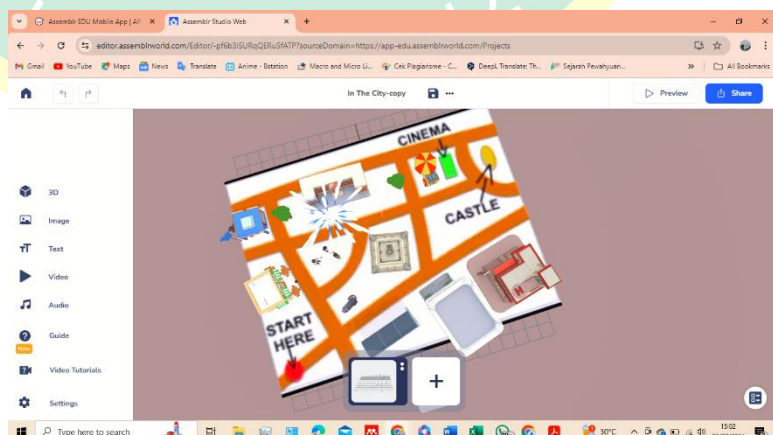 Assemblr EDU Mobile App | AR
Assemblr Studio Web
editor.assemblrworld.com/Editor/-pf6b3iSURqQERuSfATP?sourceDomain=https://app-edu.assemblrworld.com/Projects
Gmail YouTube Maps News Translate Anime - Bstation Macro and Micro Li... Cek Plagiarisme - C... DeepL Translate: Th... Sejarah Pewahyuan... » All Bookmarks
In The City-copy
Preview
Share
3D
Image
Text
Video
Audio
Guide
New
Video Tutorials
Settings
CINEMA
CASTLE
START
HERE
H
Type here to search
30°C
15:02